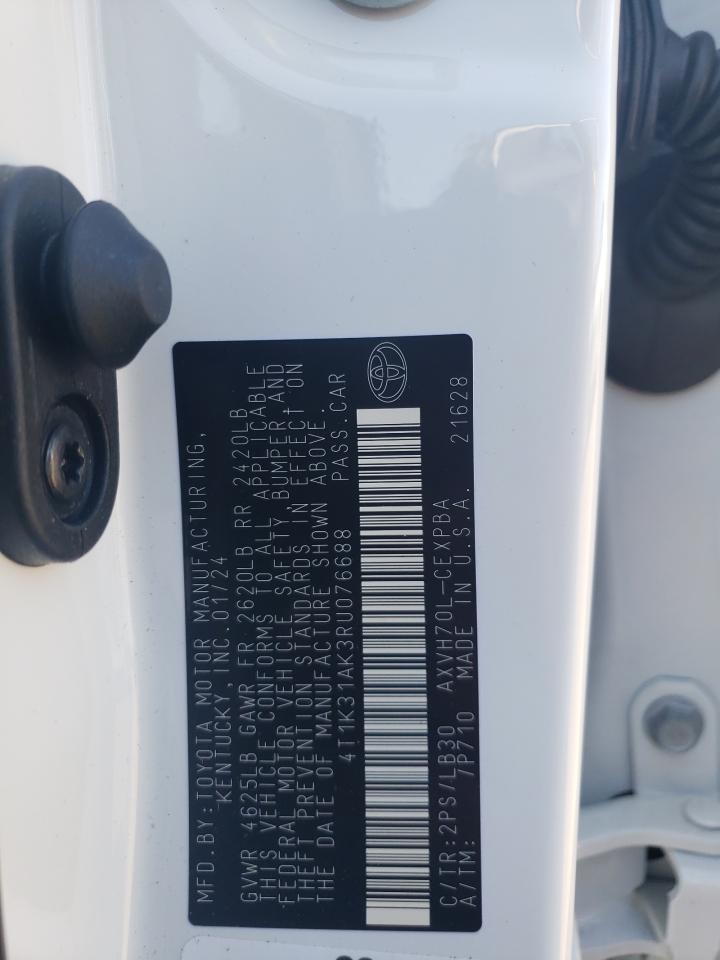 MFD.BY:TOYOTA MOTOR MANUFACTURING,
KENTUCKY, INC.01/24
GVWR 4625LB GAWR FR 2620LB RR 2420LB
THIS VEHICLE CONFORMS TO ALL APPLICABLE
FEDERAL MOTOR VEHICLE SAFETY, BUMPER, AND
THEFT PREVENTION STANDARDS IN EFFECT ON
THE DATE OF MANUFACTURE SHOWN ABOVE.
4T1K31AK3RU076688 PASS.CAR
C/TR:2PS/LB30 AXVH70L-CEXPBA 21628
A/TM: /P710 MADE IN U.S.A.